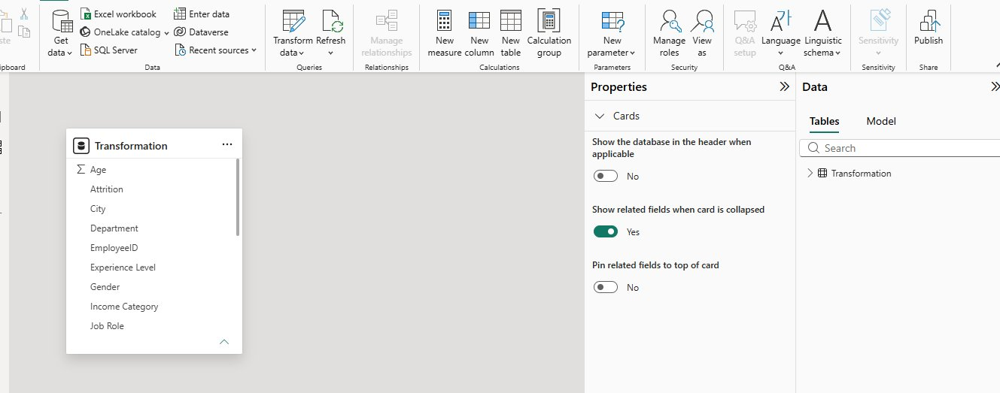 Excel workbook
OneLake catalog
SQL Server
Enter data
Dataverse
Recent sources
Get
data
Transform
data
Refresh
Manage
relationships
New
measure
New
column
New
table
Calculation
group
New
parameter
Manage
roles
View
as
Q&A
setup
Language
Linguistic
schema
Sensitivity
Publish
ste
ipboard
Data
Queries
Relationships
Calculations
Parameters
Security
Q&A
Sensitivity
Share
Transformation
Age
Attrition
City
Department
EmployeeID
Experience Level
Gender
Income Category
Job Role
Properties
Cards
Show the database in the header when
applicable
No
Show related fields when card is collapsed
Yes
Pin related fields to top of card
No
Data
Tables
Model
Search
Transformation